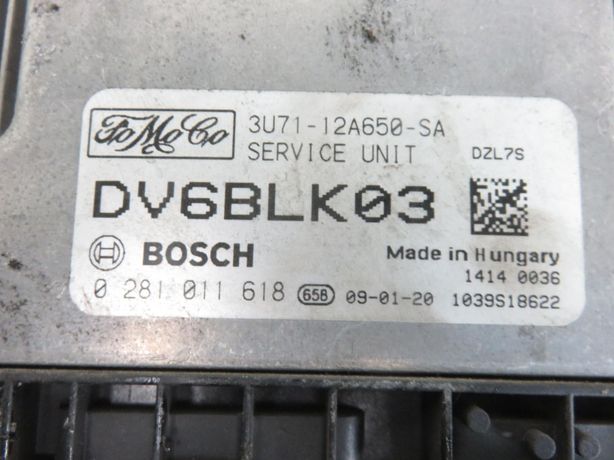 FoMoCo 3U71-12A650-SA
SERVICE UNIT DZL7S
DV6BLK03
BOSCH Made in Hungary
1414 0036
0 281 011 618 658 09-01-20 1039S18622